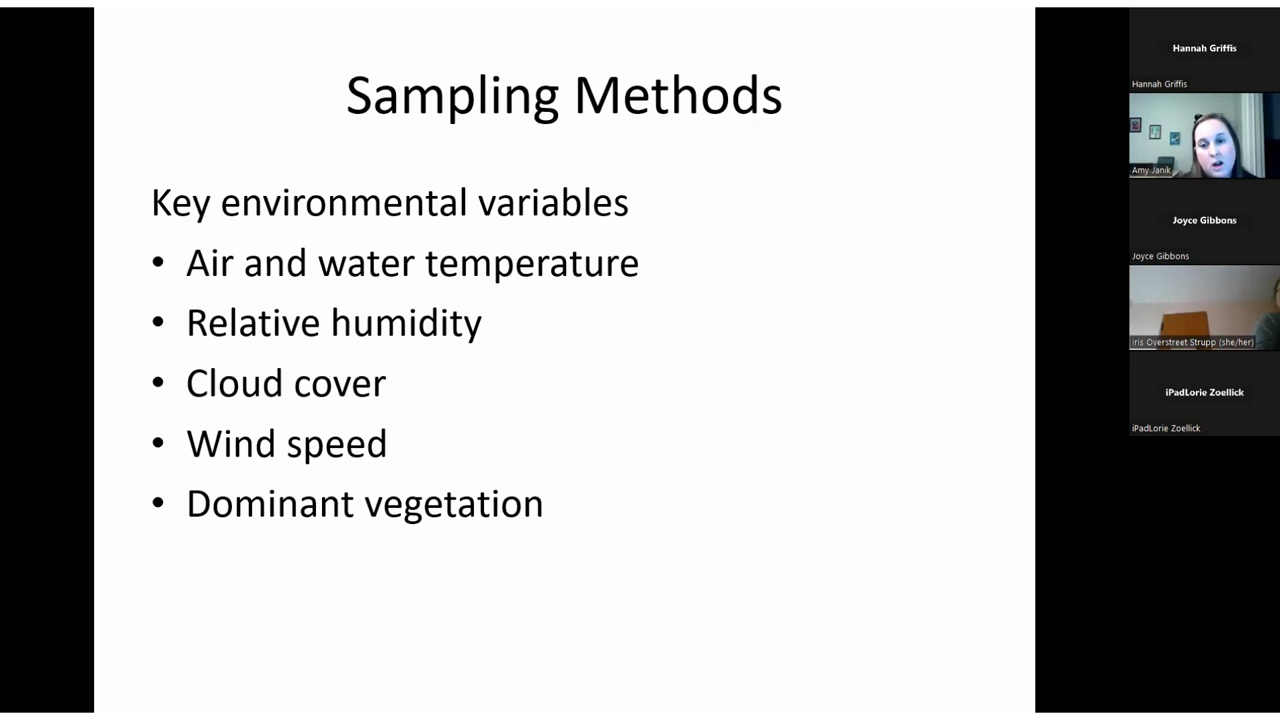 Sampling Methods
Key environmental variables
• Air and water temperature
• Relative humidity
• Cloud cover
• Wind speed
• Dominant vegetation
Hannah Griffis
Hannah Griffis
Amy Janik
Joyce Gibbons
Joyce Gibbons
Iris Overstreet Strupp (she/her)
iPadLorie Zoellick
iPadLorie Zoellick